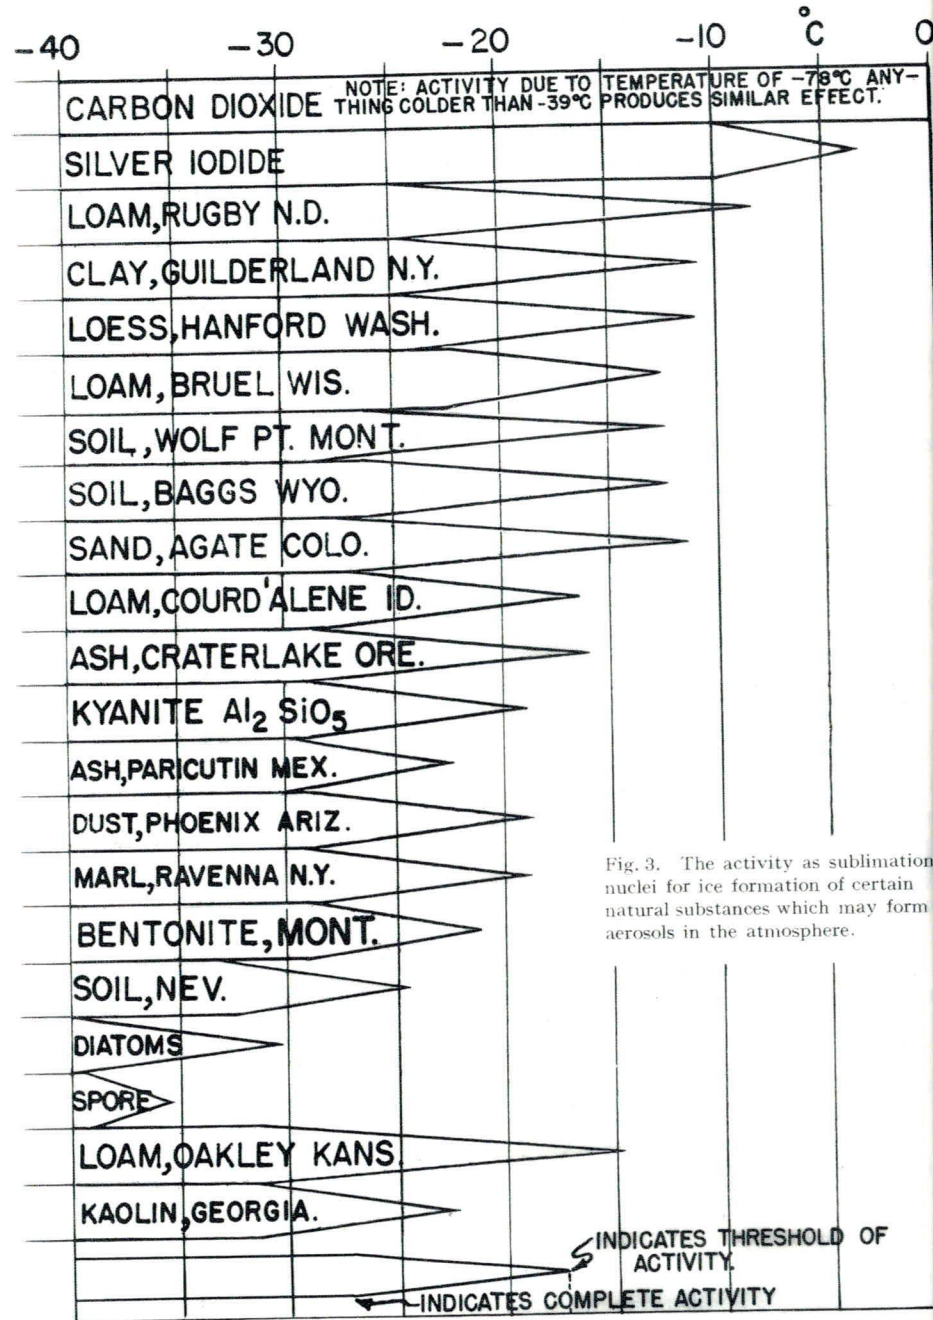 °
-40 -30 -20 -10 C 0
CARBON DIOXIDE NOTE: ACTIVITY DUE TO TEMPERATURE OF -78°C ANY-
THING COLDER THAN -39°C PRODUCES SIMILAR EFFECT.
SILVER IODIDE
LOAM, RUGBY N.D.
CLAY, GUILDERLAND N.Y.
LOESS, HANFORD WASH.
LOAM, BRUEL WIS.
SOIL, WOLF PT. MONT.
SOIL, BAGGS WYO.
SAND, AGATE COLO.
LOAM, COURD'ALENE ID.
ASH, CRATERLAKE ORE.
KYANITE Al₂ SiO₅
ASH, PARICUTIN MEX.
DUST, PHOENIX ARIZ.
MARL, RAVENNA N.Y.
BENTONITE, MONT.
SOIL, NEV.
DIATOMS
SPORE
LOAM, OAKLEY KANS.
KAOLIN, GEORGIA.
INDICATES THRESHOLD OF
ACTIVITY.
INDICATES COMPLETE ACTIVITY
Fig. 3. The activity as sublimation
nuclei for ice formation of certain
natural substances which may form
aerosols in the atmosphere.